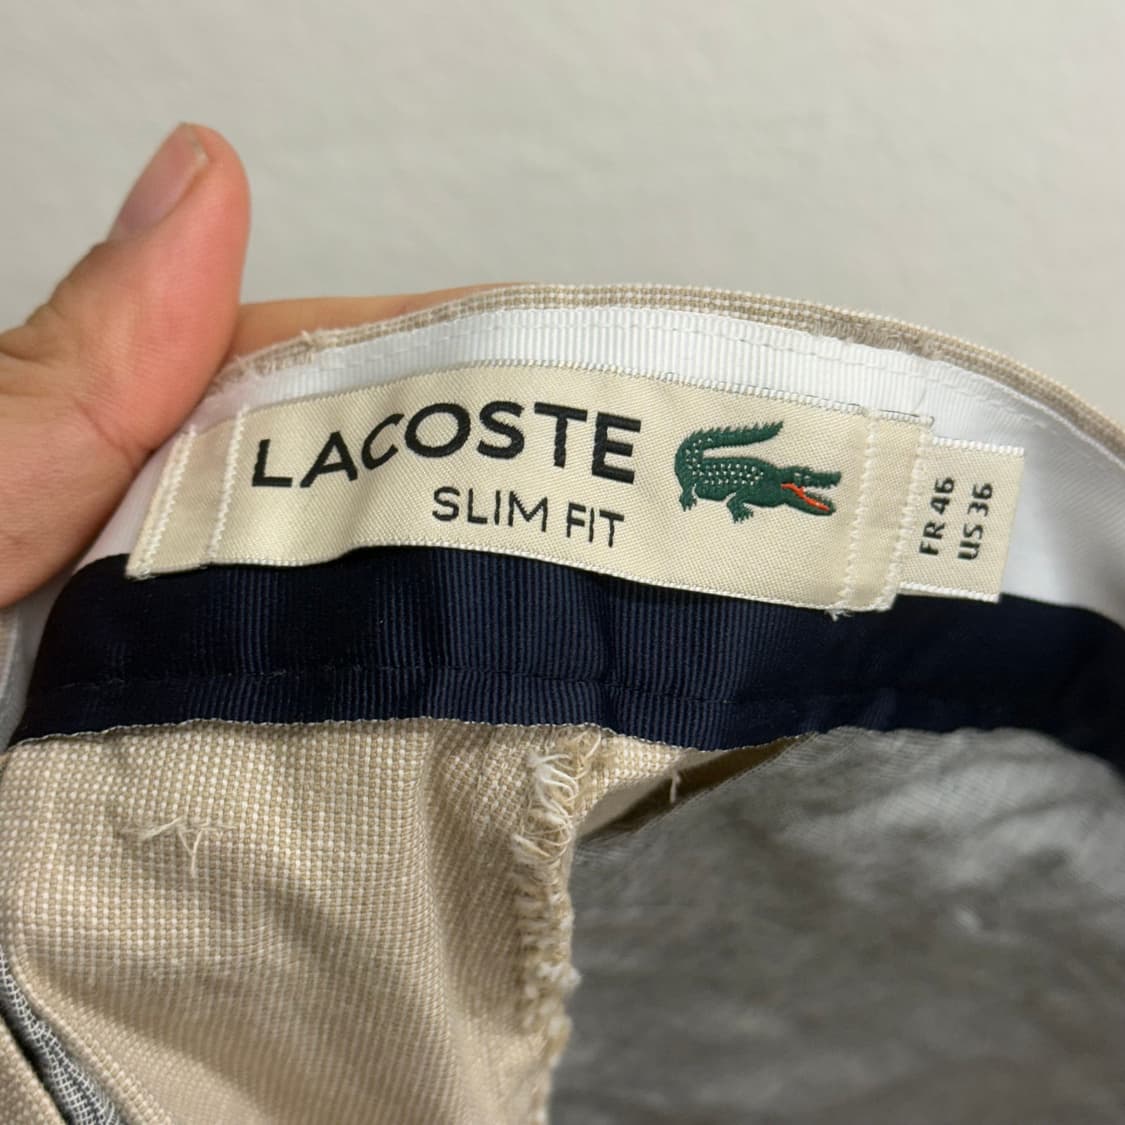 LACOSTE
SLIM FIT
FR 46
US 36